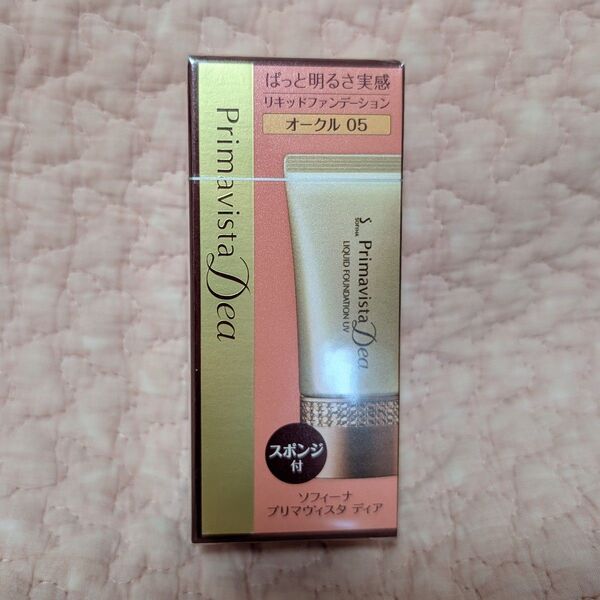 Primavista Dea
ぱっと明るさ実感
リキッドファンデーション
オークル 05
S
SOFINA
Primavista Dea
LIQUID FOUNDATION UV
スポンジ
付
ソフィーナ
プリマヴィスタ ディア